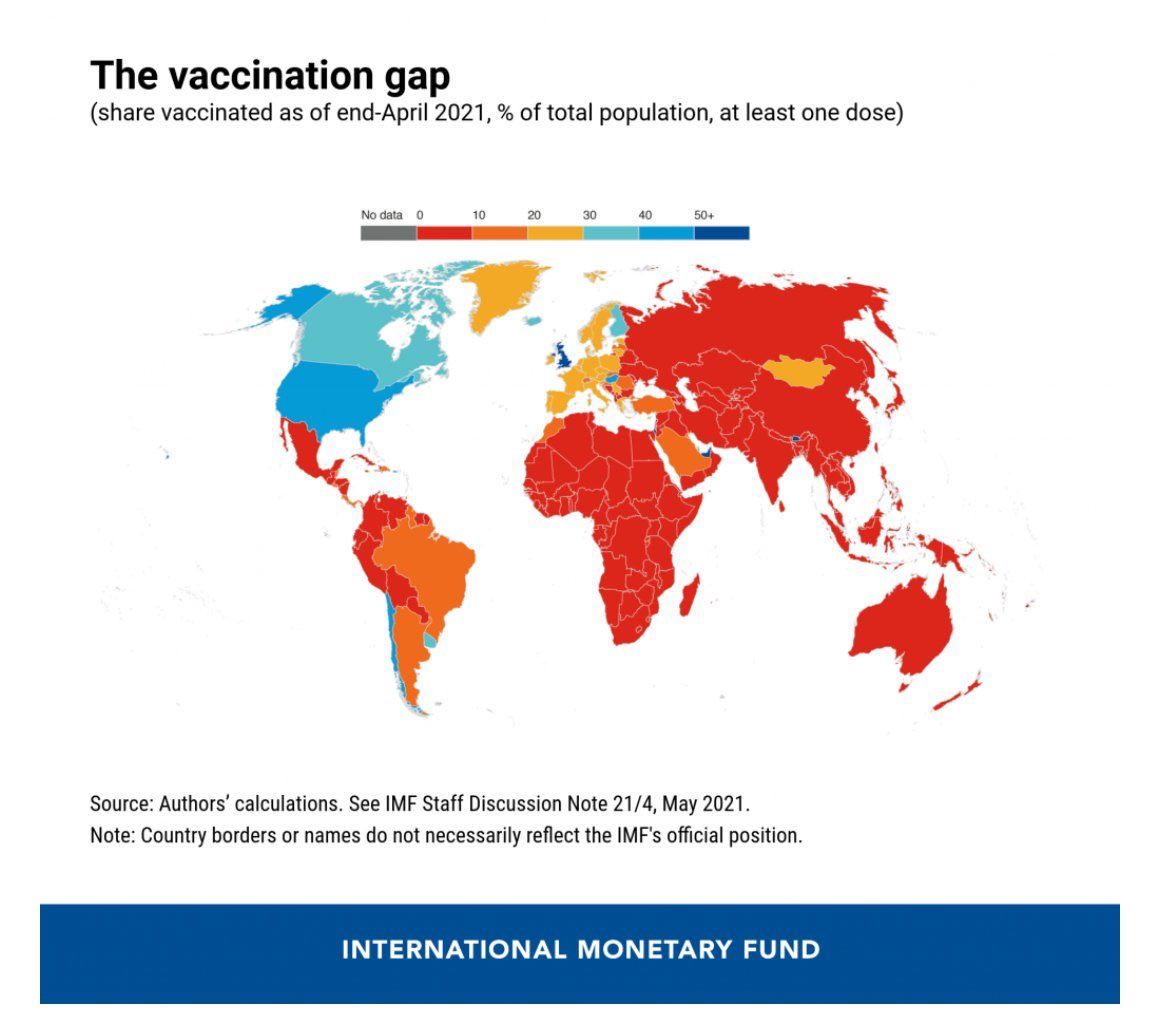 The vaccination gap
(share vaccinated as of end-April 2021, % of total population, at least one dose)
No data 0 10 20 30 40 50+
Source: Authors’ calculations. See IMF Staff Discussion Note 21/4, May 2021.
Note: Country borders or names do not necessarily reflect the IMF's official position.
INTERNATIONAL MONETARY FUND